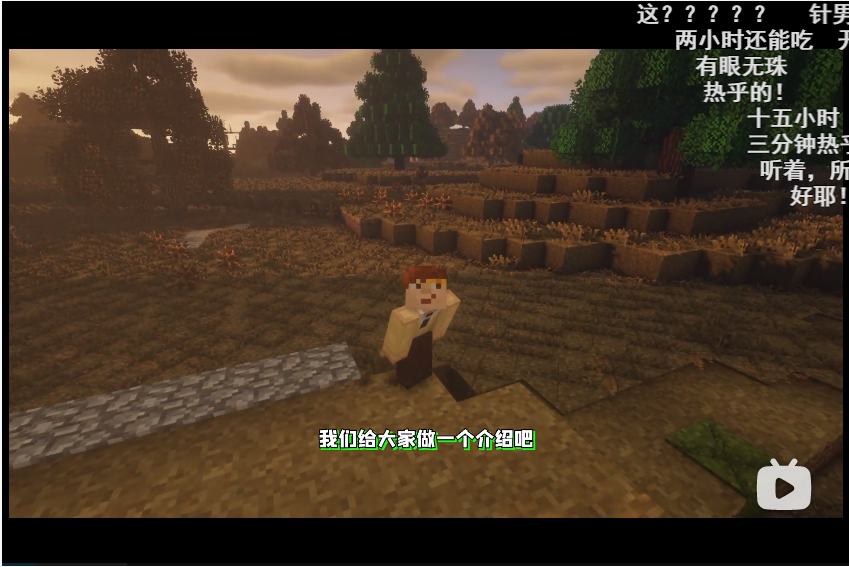 这？？？？？ 针男
两小时还能吃
有眼无珠
热乎的！
十五小时
三分钟热乎
听着，所
好耶！
我们给大家做一个介绍吧